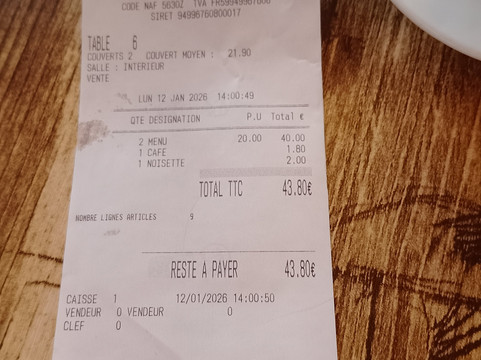 CODE NAF 5630Z TVA FR59949967600
SIRET 94996760800017
TABLE 6
COUVERTS 2 COUVERT MOYEN : 21.90
SALLE : INTERIEUR
VENTE
LUN 12 JAN 2026 14:00:49
QTE DESIGNATION P.U Total €
2 MENU 20.00 40.00
1 CAFE 1.80
1 NOISETTE 2.00
TOTAL TTC 43.80€
NOMBRE LIGNES ARTICLES 9
RESTE A PAYER 43.80€
CAISSE 1 12/01/2026 14:00:50
VENDEUR 0 VENDEUR 0
CLEF 0